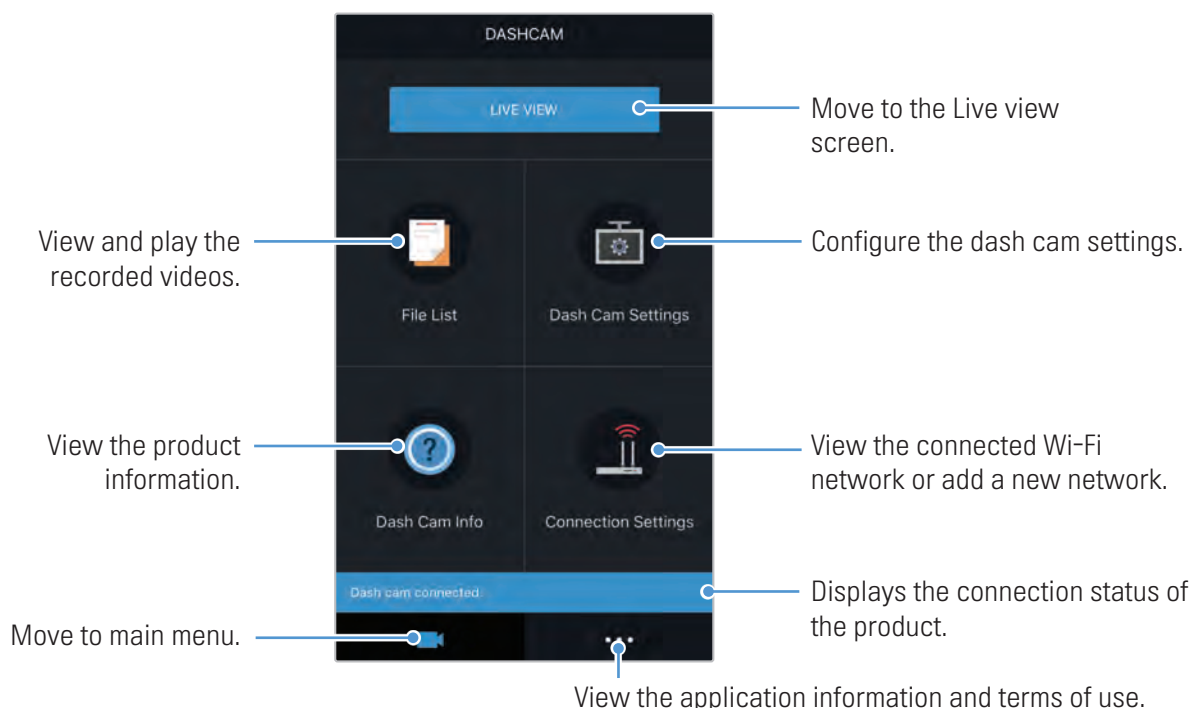 DASHCAM
LIVE VIEW
Move to the Live view
screen.
View and play the
recorded videos.
Configure the dash cam settings.
File List
Dash Cam Settings
View the product
information.
?
View the connected Wi-Fi
network or add a new network.
Dash Cam Info
Connection Settings
Dash cam connected
Displays the connection status of
the product.
Move to main menu.
View the application information and terms of use.